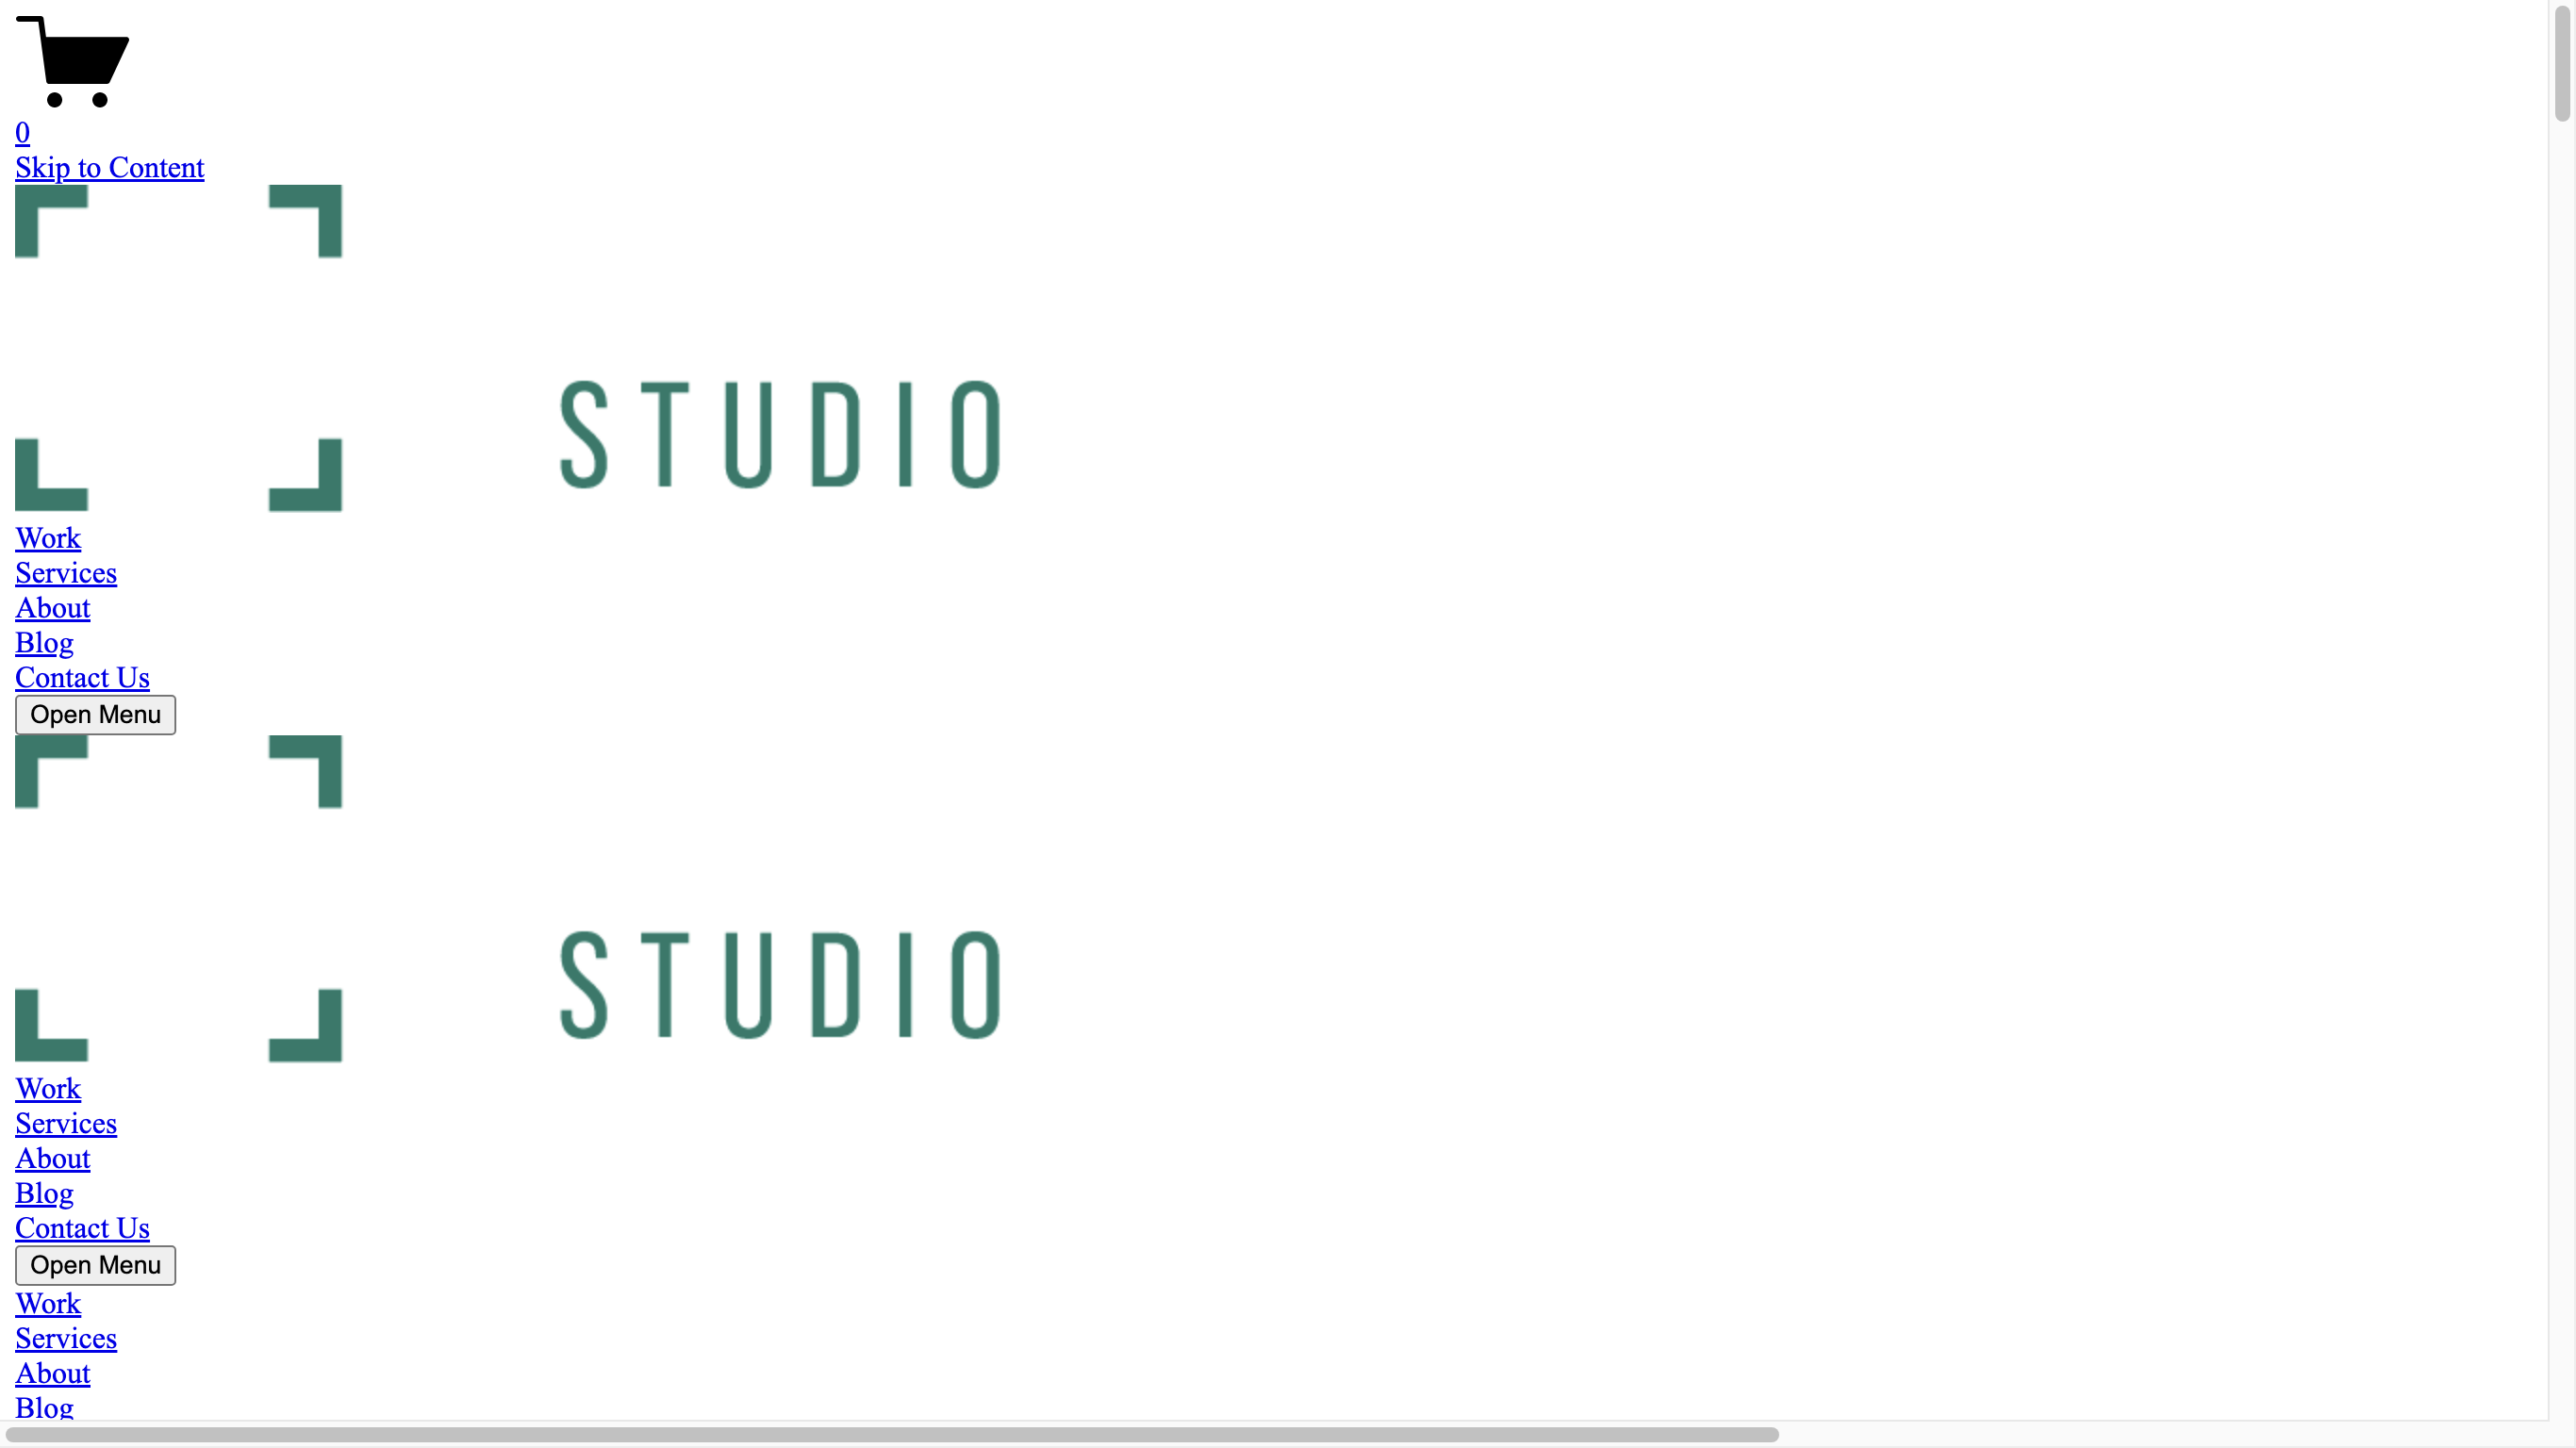 0
Skip to Content
STUDIO
Work
Services
About
Blog
Contact Us
Open Menu
STUDIO
Work
Services
About
Blog
Contact Us
Open Menu
Work
Services
About
Blog